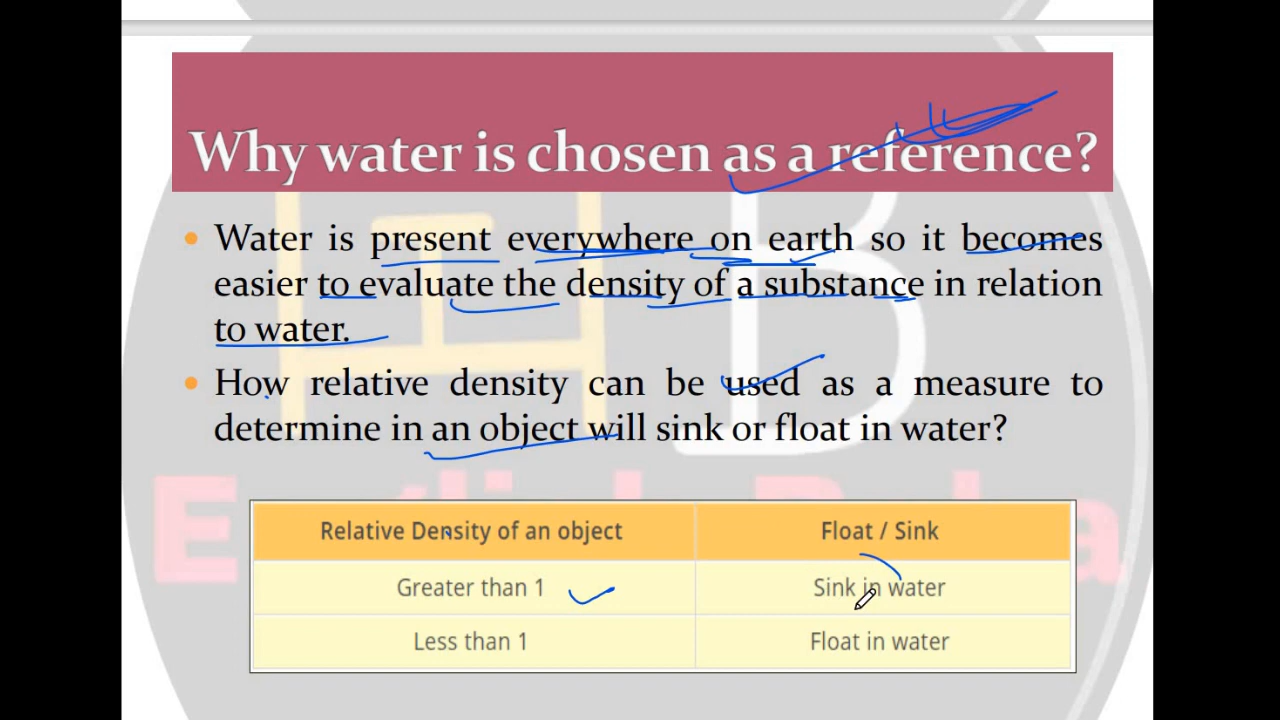 Why water is chosen as a reference?
• Water is present everywhere on earth so it becomes
easier to evaluate the density of a substance in relation
to water.
• How relative density can be used as a measure to
determine in an object will sink or float in water?
Relative Density of an object Float / Sink
Greater than 1 Sink in water
Less than 1 Float in water